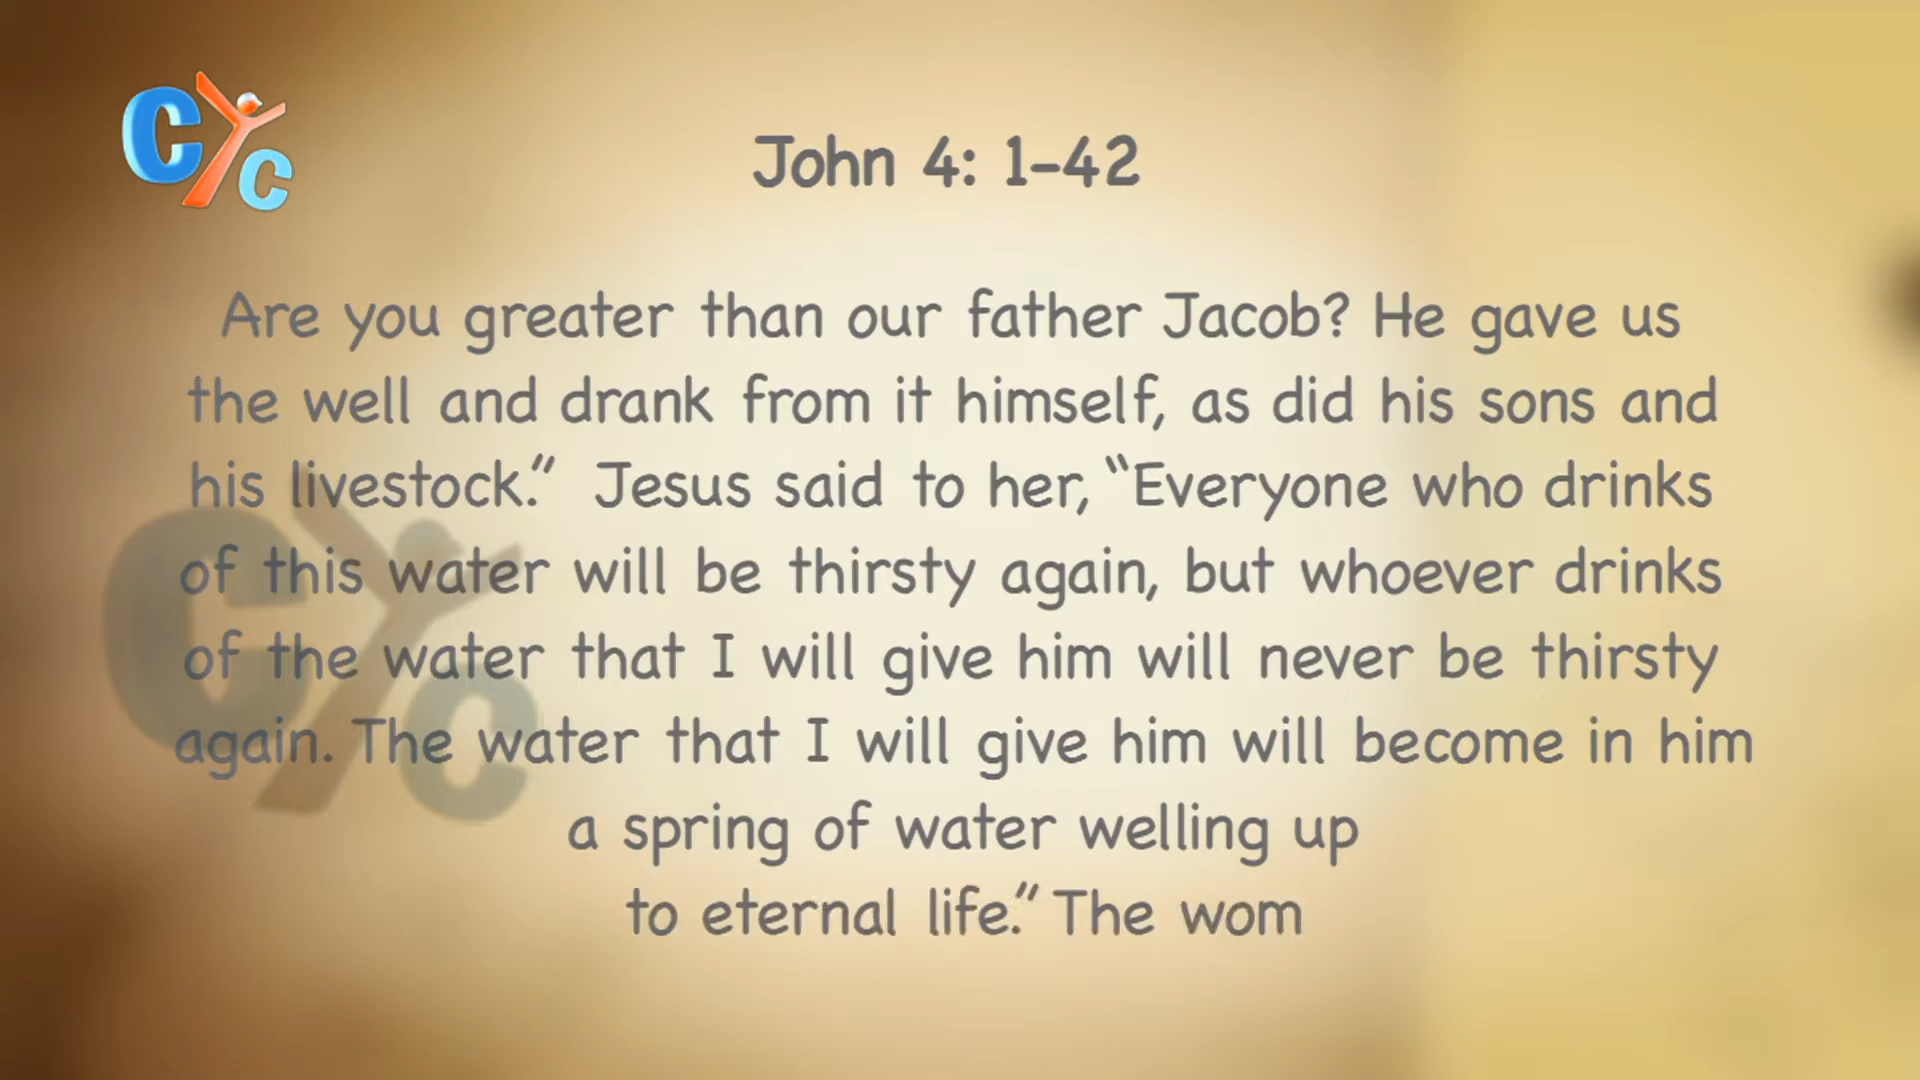 CYC
John 4: 1-42
Are you greater than our father Jacob? He gave us
the well and drank from it himself, as did his sons and
his livestock.”  Jesus said to her, “Everyone who drinks
of this water will be thirsty again, but whoever drinks
of the water that I will give him will never be thirsty
again. The water that I will give him will become in him
a spring of water welling up
to eternal life.” The wom
CYC